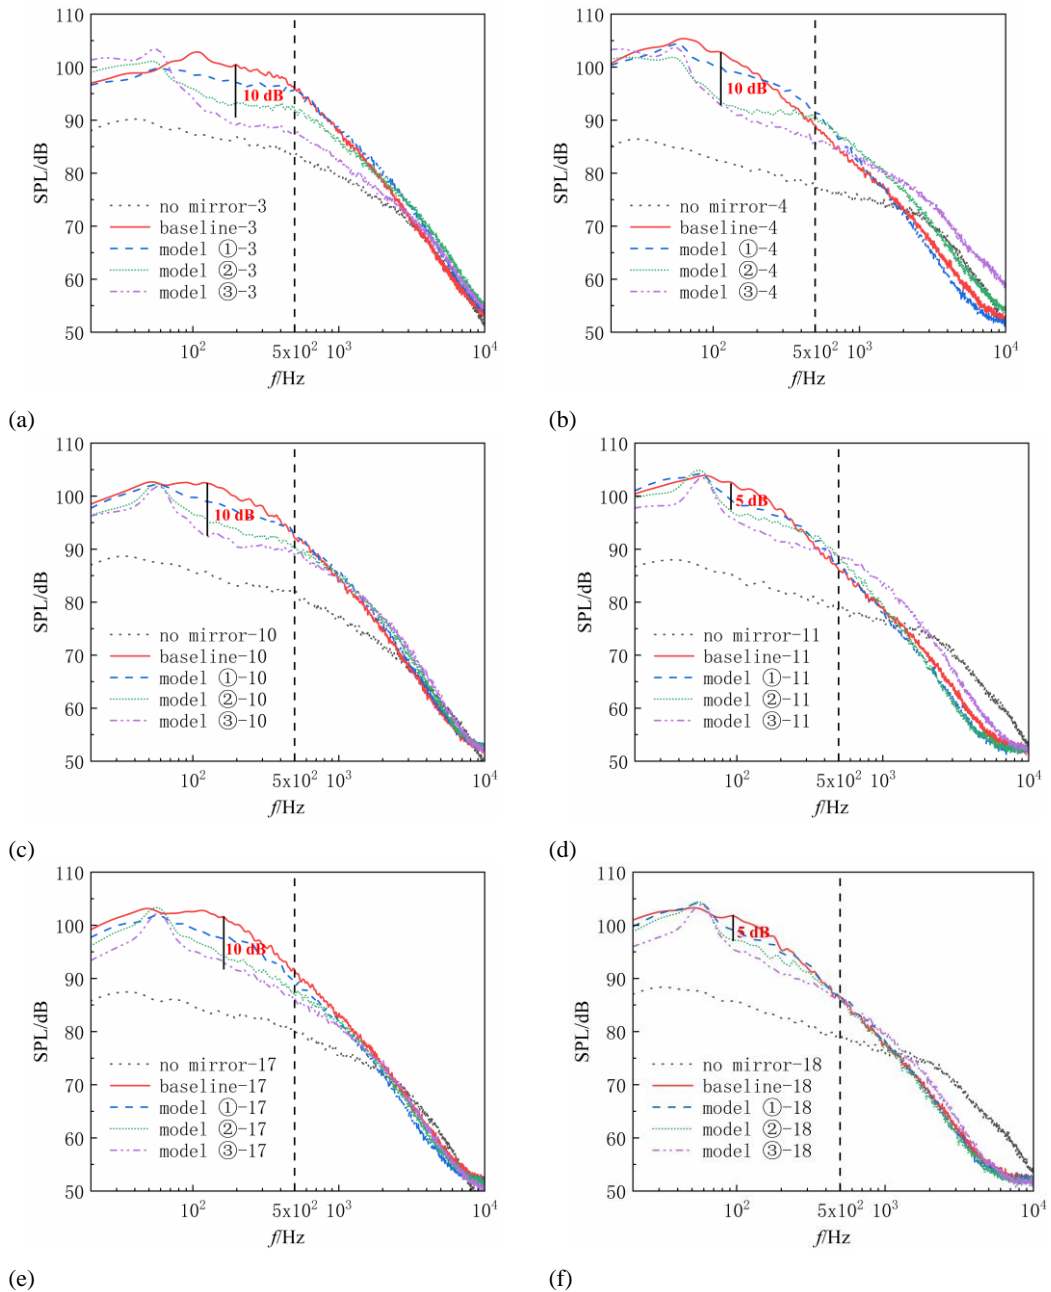 110
100
90
80
70
60
50
SPL/dB
10 dB
no mirror-3
baseline-3
model ①-3
model ②-3
model ③-3
10²
5x10²
10³
10⁴
f/Hz
(a)
110
100
90
80
70
60
50
SPL/dB
10 dB
no mirror-4
baseline-4
model ①-4
model ②-4
model ③-4
10²
5x10²
10³
10⁴
f/Hz
(b)
110
100
90
80
70
60
50
SPL/dB
10 dB
no mirror-10
baseline-10
model ①-10
model ②-10
model ③-10
10²
5x10²
10³
10⁴
f/Hz
(c)
110
100
90
80
70
60
50
SPL/dB
5 dB
no mirror-11
baseline-11
model ①-11
model ②-11
model ③-11
10²
5x10²
10³
10⁴
f/Hz
(d)
110
100
90
80
70
60
50
SPL/dB
10 dB
no mirror-17
baseline-17
model ①-17
model ②-17
model ③-17
10²
5x10²
10³
10⁴
f/Hz
(e)
110
100
90
80
70
60
50
SPL/dB
5 dB
no mirror-18
baseline-18
model ①-18
model ②-18
model ③-18
10²
5x10²
10³
10⁴
f/Hz
(f)